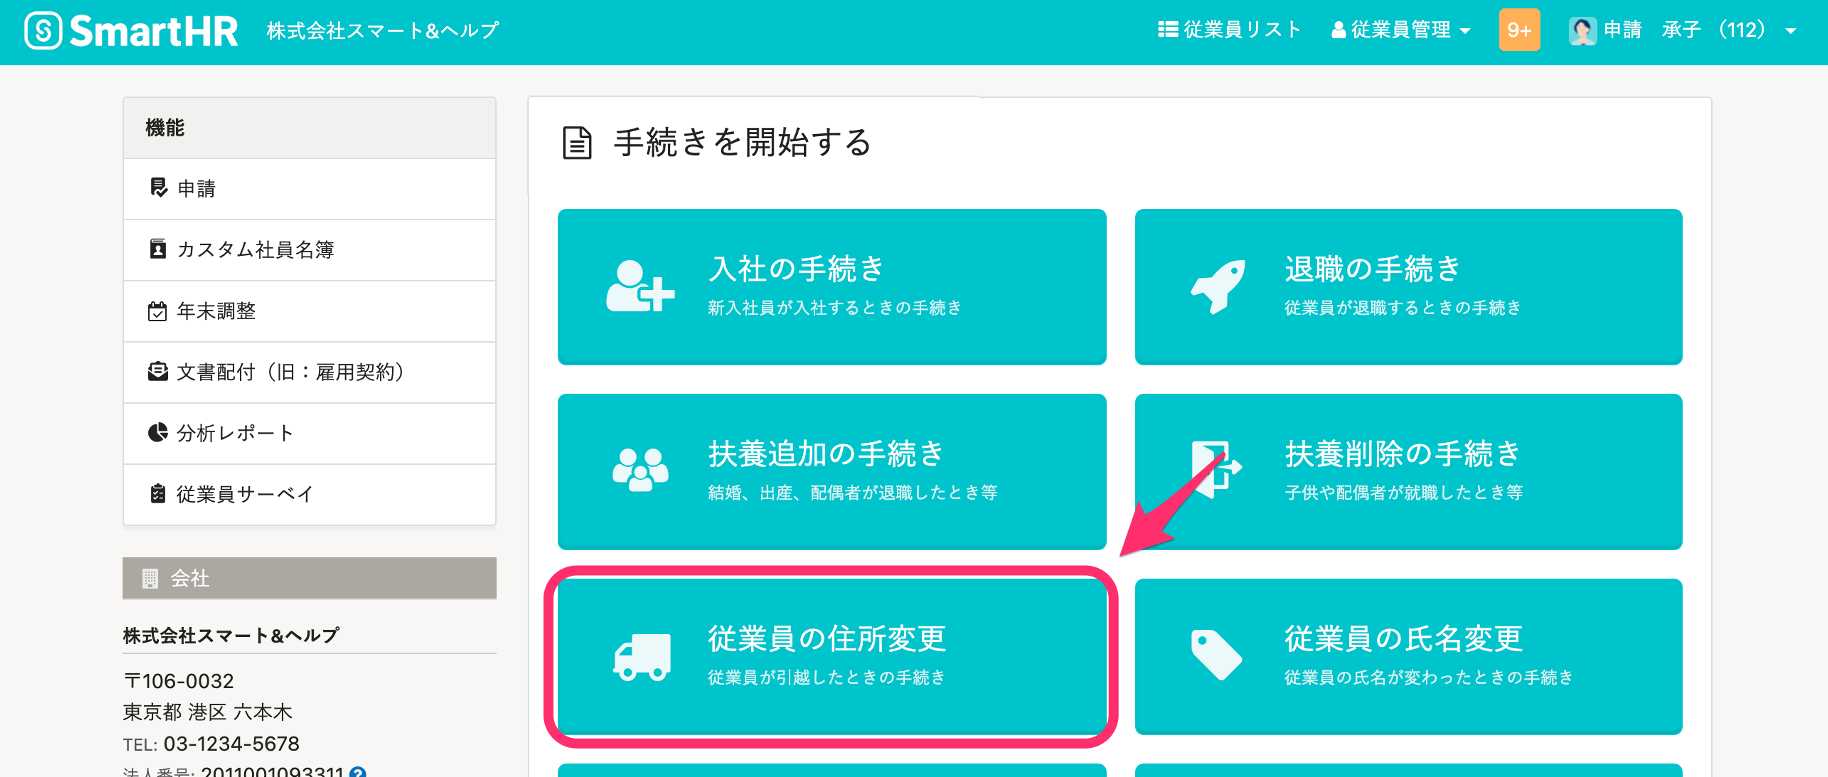 SmartHR 株式会社スマート&ヘルプ 従業員リスト 従業員管理 9+ 申請 承子 (112)
機能
申請
カスタム社員名簿
年末調整
文書配付（旧：雇用契約）
分析レポート
従業員サーベイ
会社
株式会社スマート&ヘルプ
〒106-0032
東京都 港区 六本木
TEL: 03-1234-5678
法人番号: 2011001093311 ?
手続きを開始する
入社の手続き
新入社員が入社するときの手続き
退職の手続き
従業員が退職するときの手続き
扶養追加の手続き
結婚、出産、配偶者が退職したとき等
扶養削除の手続き
子供や配偶者が就職したとき等
従業員の住所変更
従業員が引越したときの手続き
従業員の氏名変更
従業員の氏名が変わったときの手続き